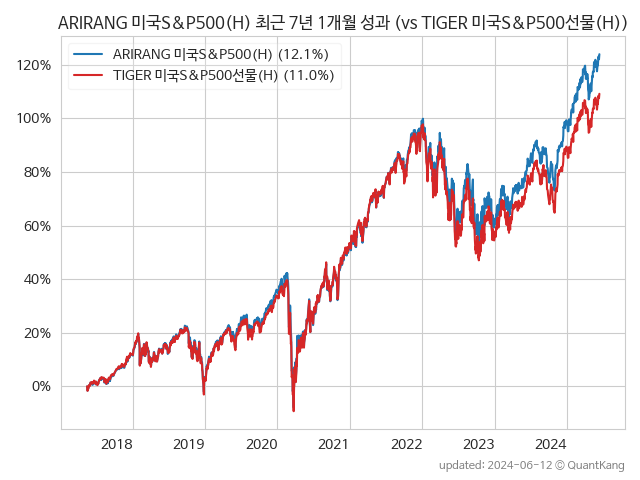 ARIRANG 미국S&P500(H) 최근 7년 1개월 성과 (vs TIGER 미국S&P500선물(H))
ARIRANG 미국S&P500(H) (12.1%)
TIGER 미국S&P500선물(H) (11.0%)
120%
100%
80%
60%
40%
20%
0%
2018 2019 2020 2021 2022 2023 2024
updated: 2024-06-12 © QuantKang